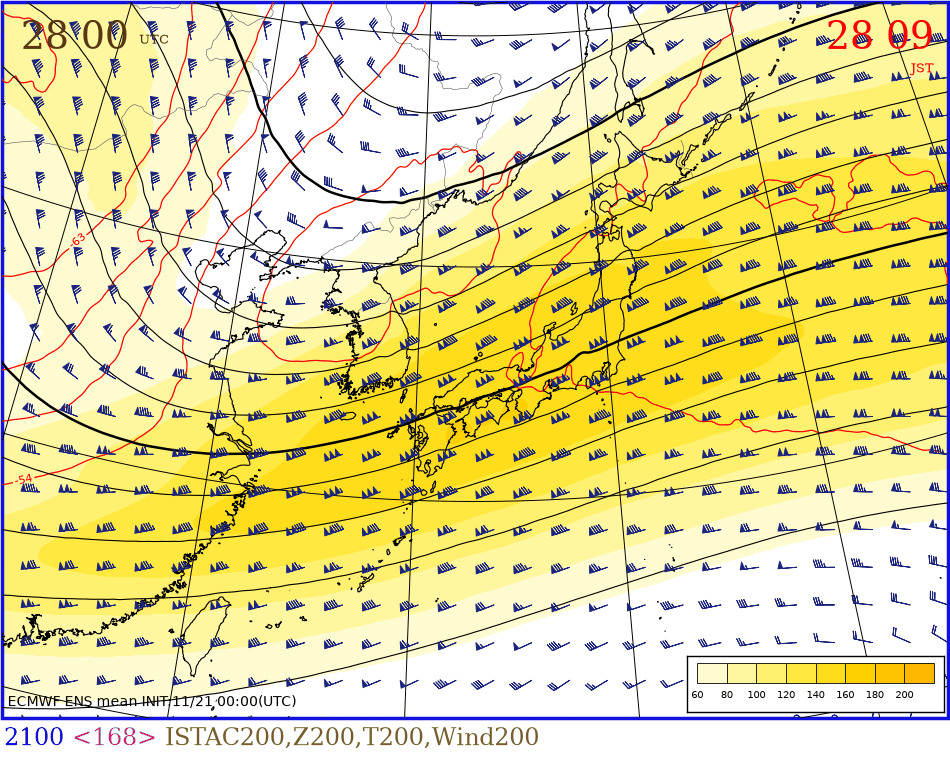 28 00 UTC
28 09
JST
-63
-54
ECMWF ENS mean INIT:11/21 00:00(UTC)
60 80 100 120 140 160 180 200
2100 <168> ISTAC200,Z200,T200,Wind200